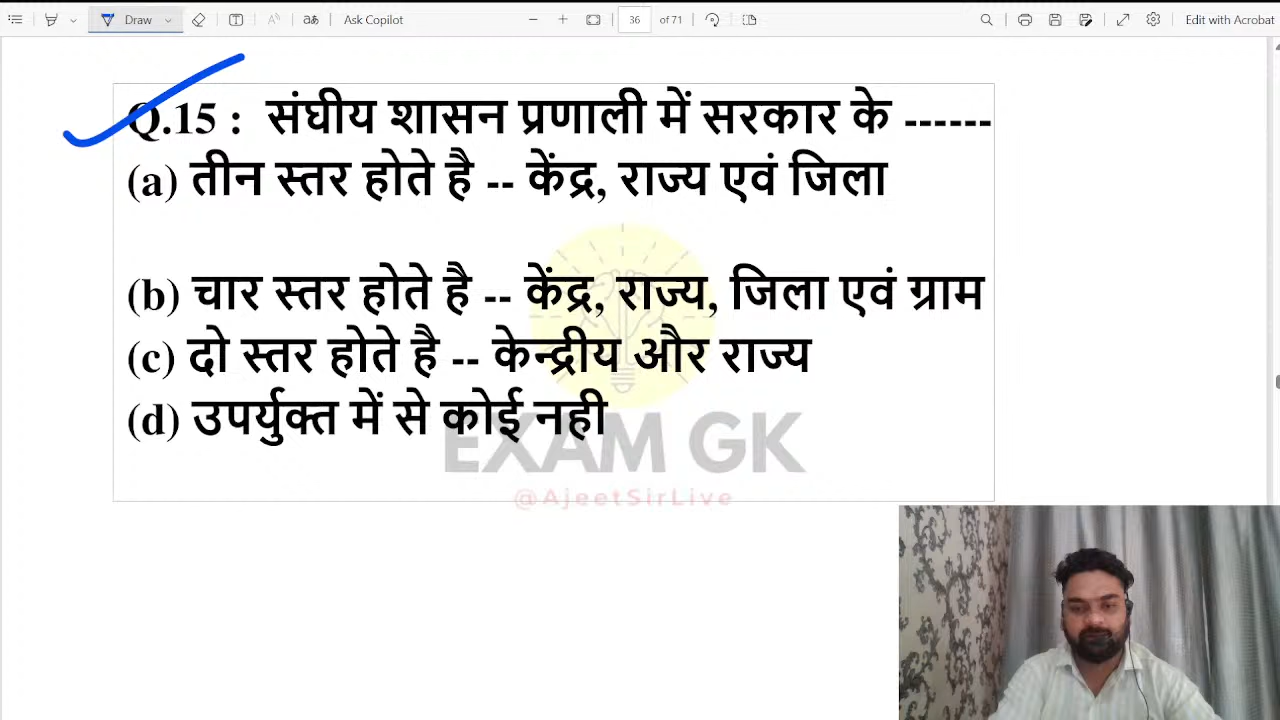 Draw
Ask Copilot
36 of 71
Edit with Acrobat
Q.15 : संघीय शासन प्रणाली में सरकार के ------
(a) तीन स्तर होते है -- केंद्र, राज्य एवं जिला
(b) चार स्तर होते है -- केंद्र, राज्य, जिला एवं ग्राम
(c) दो स्तर होते है -- केन्द्रीय और राज्य
(d) उपर्युक्त में से कोई नही
EXAM GK
@AjeetSirLive